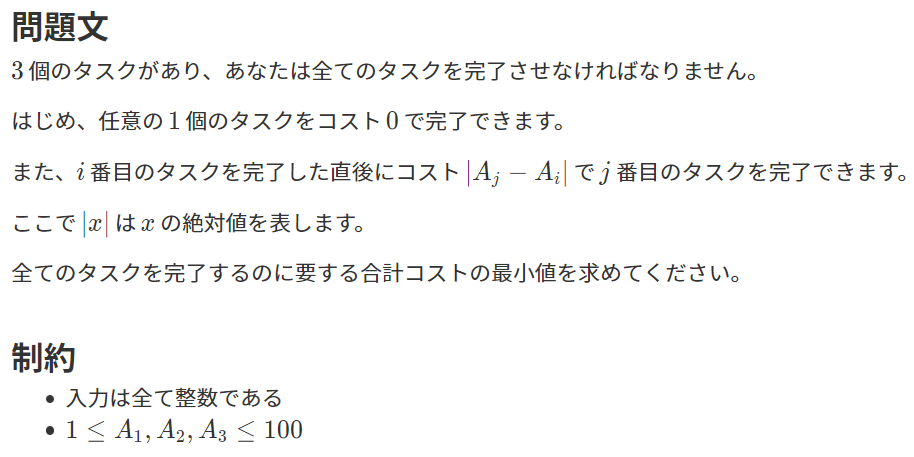 問題文
3 個のタスクがあり、あなたは全てのタスクを完了させなければなりません。
はじめ、任意の 1 個のタスクをコスト 0 で完了できます。
また、i 番目のタスクを完了した直後にコスト |A_j − A_i| で j 番目のタスクを完了できます。
ここで |x| は x の絶対値を表します。
全てのタスクを完了するのに要する合計コストの最小値を求めてください。
制約
• 入力は全て整数である
• 1 ≤ A_1, A_2, A_3 ≤ 100